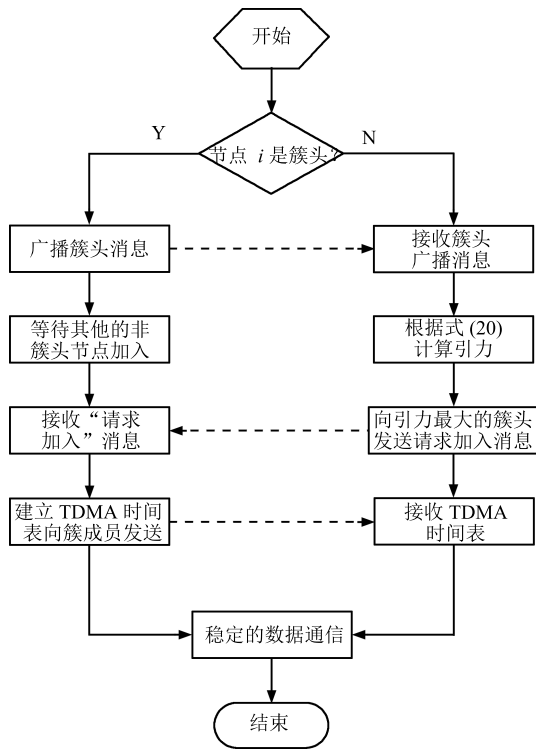 开始
Y
N
节点 i 是簇头?
广播簇头消息
接收簇头
广播消息
等待其他的非
簇头节点加入
根据式 (20)
计算引力
接收“请求
加入”消息
向引力最大的簇头
发送请求加入消息
建立 TDMA 时间
表向簇成员发送
接收 TDMA
时间表
稳定的数据通信
结束